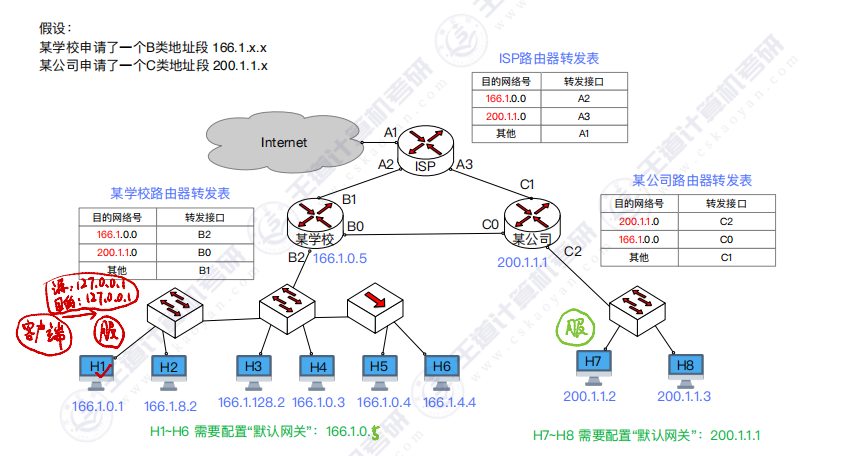 假设：
某学校申请了一个B类地址段 166.1.x.x
某公司申请了一个C类地址段 200.1.1.x
ISP路由器转发表
目的网络号 转发接口
166.1.0.0 A2
200.1.1.0 A3
其他 A1
Internet
A1
ISP
A2 A3
某学校路由器转发表
目的网络号 转发接口
166.1.0.0 B2
200.1.1.0 B0
其他 B1
B1
B0
某学校
B2 166.1.0.5
C1
C0
某公司
200.1.1.1
C2
某公司路由器转发表
目的网络号 转发接口
200.1.1.0 C2
166.1.0.0 C0
其他 C1
源:127.0.0.1
目的:127.0.0.1
客户端 服
服
H1 H2 H3 H4 H5 H6 H7 H8
166.1.0.1 166.1.8.2 166.1.128.2 166.1.0.3 166.1.0.4 166.1.4.4 200.1.1.2 200.1.1.3
H1~H6 需要配置“默认网关”：166.1.0.5
H7~H8 需要配置“默认网关”：200.1.1.1
王道计算机考研
www.cskaoyan.com